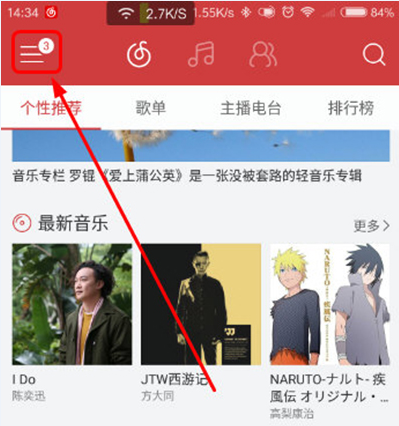 14:34 2.7K/S 1.55K/S 84%
3
个性推荐 歌单 主播电台 排行榜
音乐专栏 罗锟《爱上蒲公英》是一张没被套路的轻音乐专辑
最新音乐 更多
NARUTO
疾風伝
I Do
陈奕迅
JTW西游记
方大同
NARUTO-ナルト- 疾
風伝 オリジナル・...
高梨康治